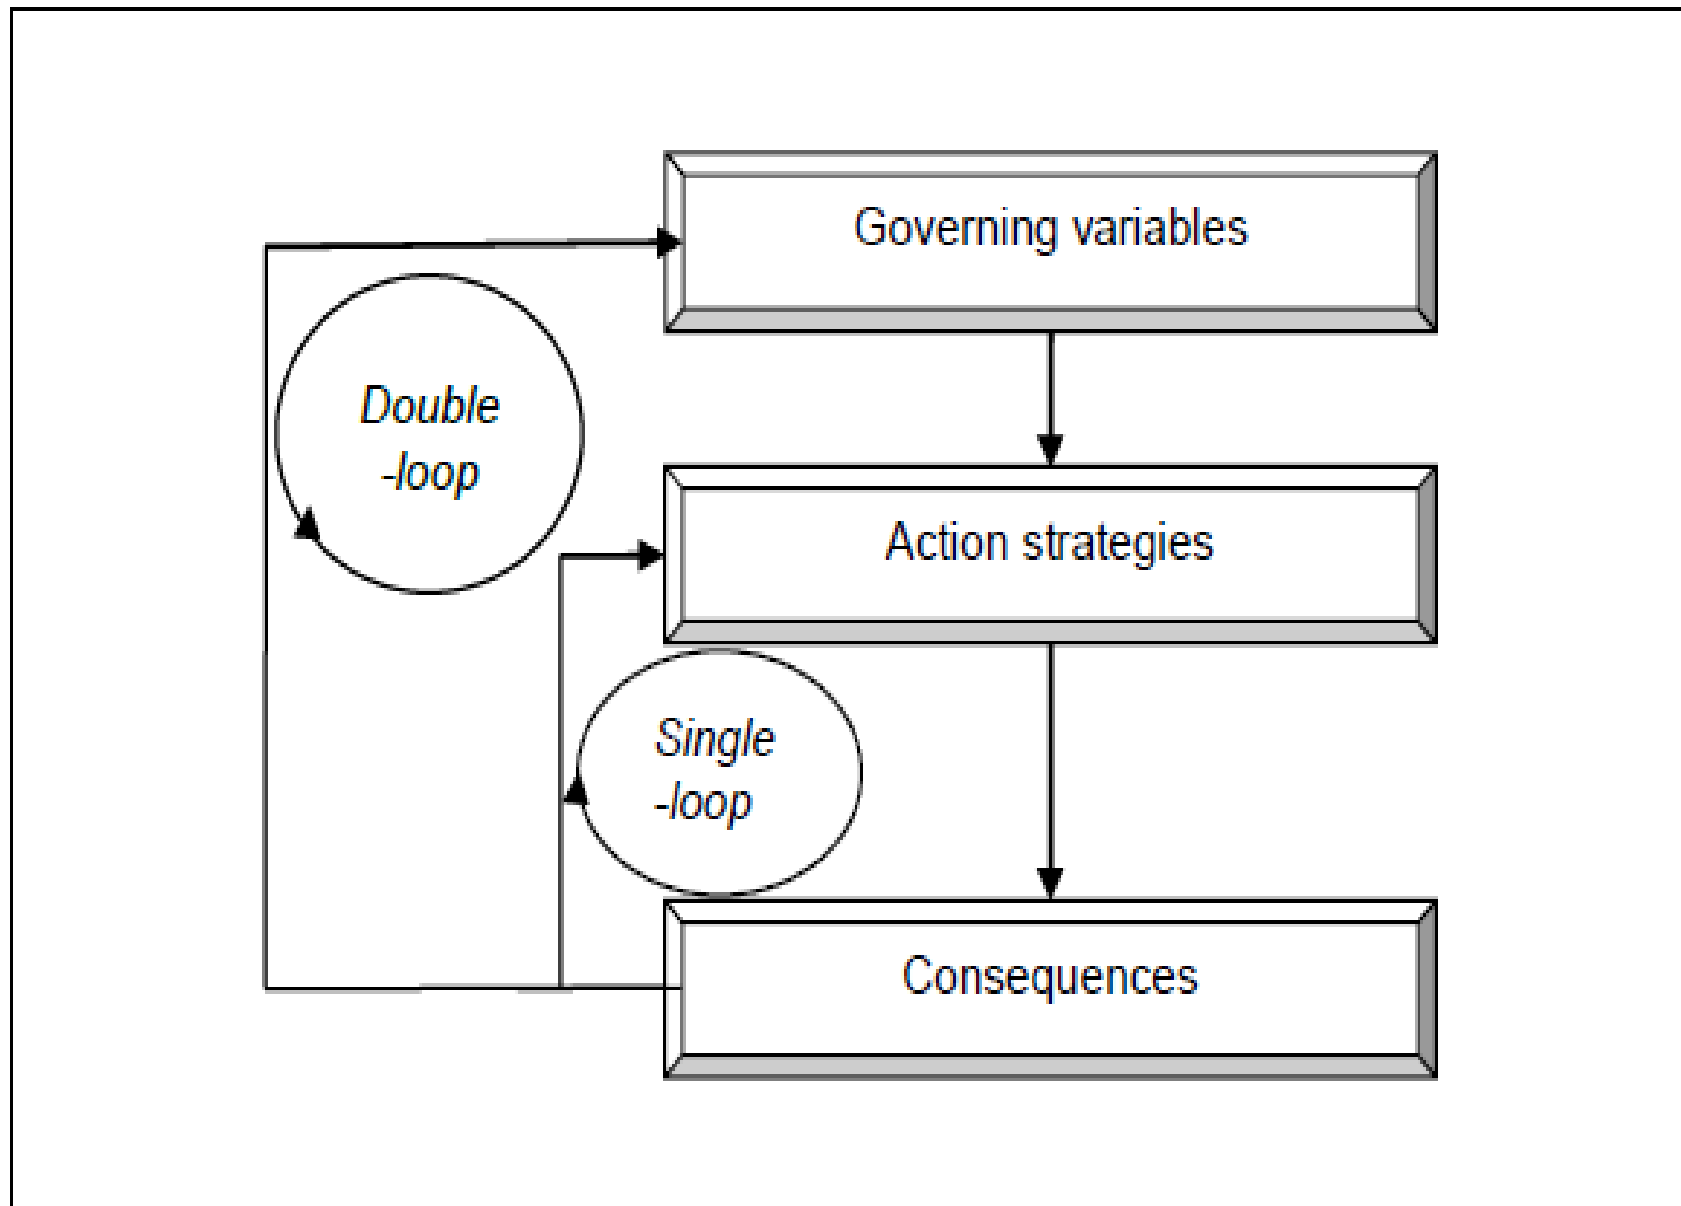 Governing variables
Double
-loop
Action strategies
Single
-loop
Consequences